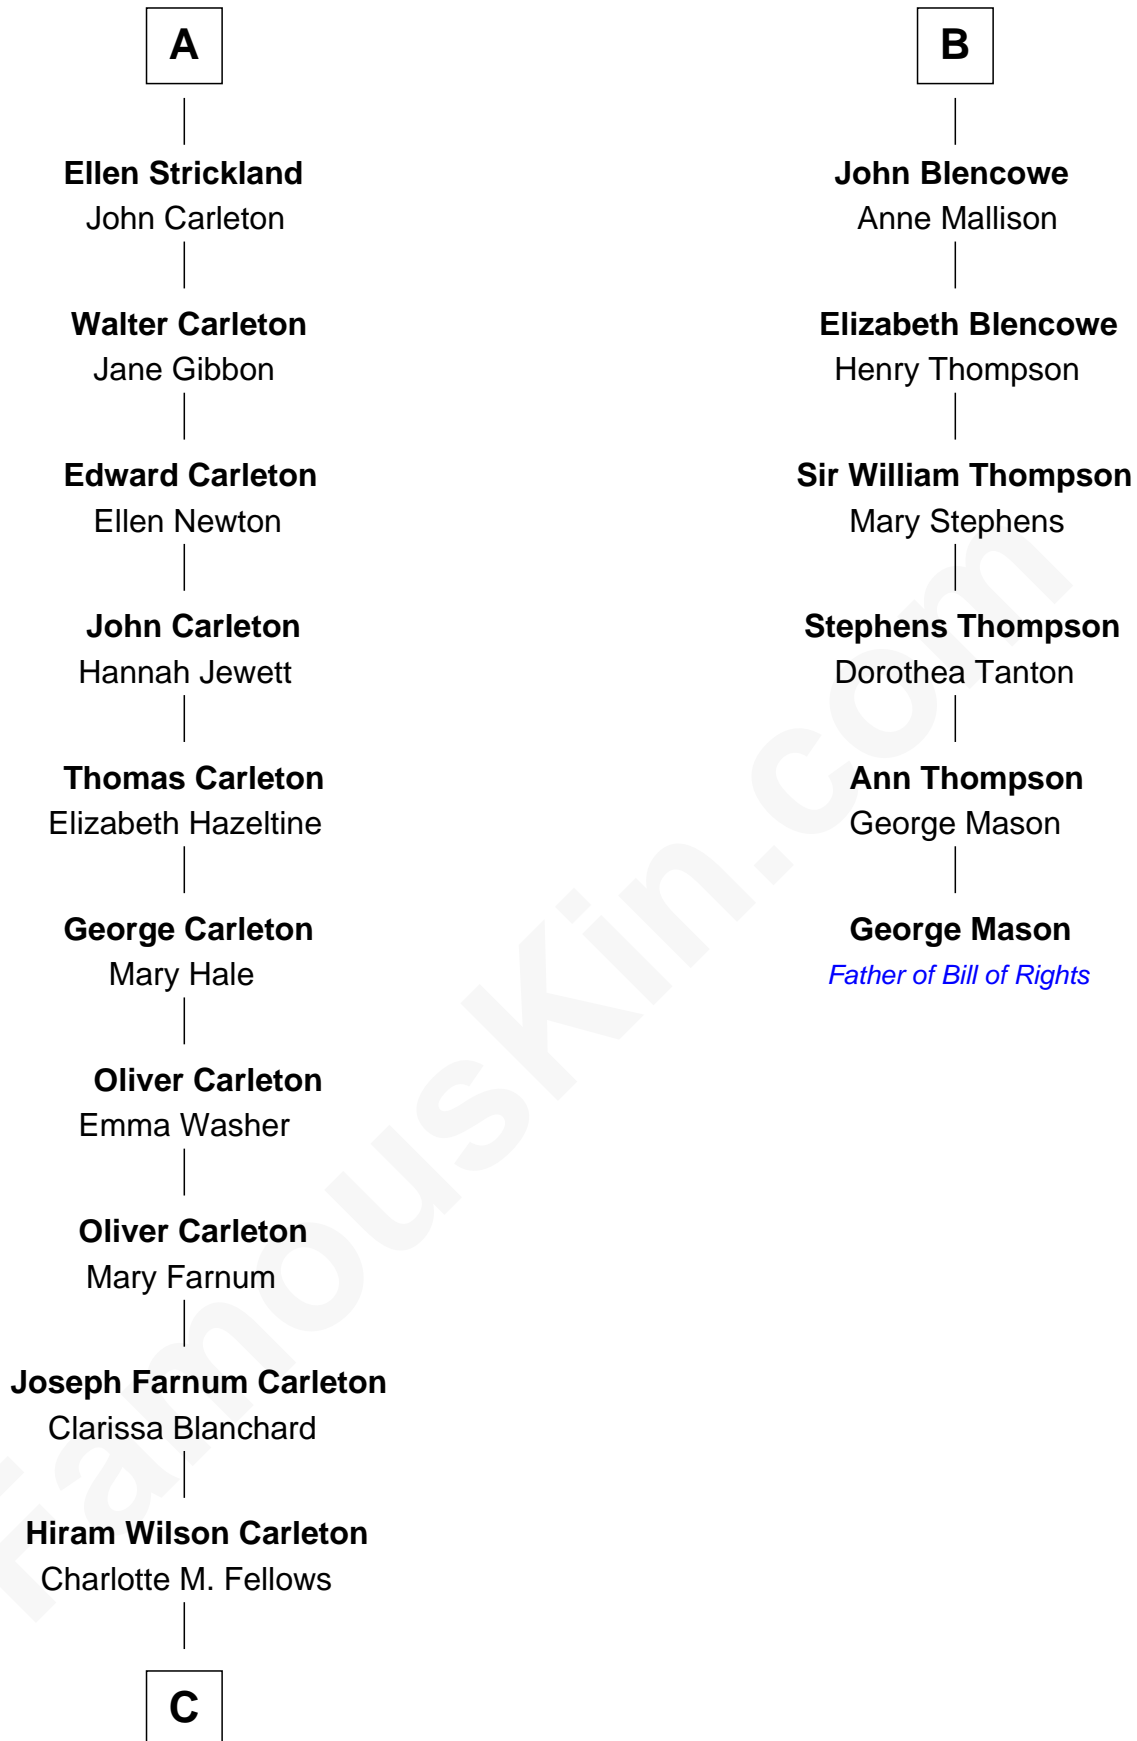 A
Ellen Strickland
John Carleton
Walter Carleton
Jane Gibbon
Edward Carleton
Ellen Newton
John Carleton
Hannah Jewett
Thomas Carleton
Elizabeth Hazeltine
George Carleton
Mary Hale
Oliver Carleton
Emma Washer
Oliver Carleton
Mary Farnum
Joseph Farnum Carleton
Clarissa Blanchard
Hiram Wilson Carleton
Charlotte M. Fellows
C
B
John Blencowe
Anne Mallison
Elizabeth Blencowe
Henry Thompson
Sir William Thompson
Mary Stephens
Stephens Thompson
Dorothea Tanton
Ann Thompson
George Mason
George Mason
Father of Bill of Rights
FamousKin.com